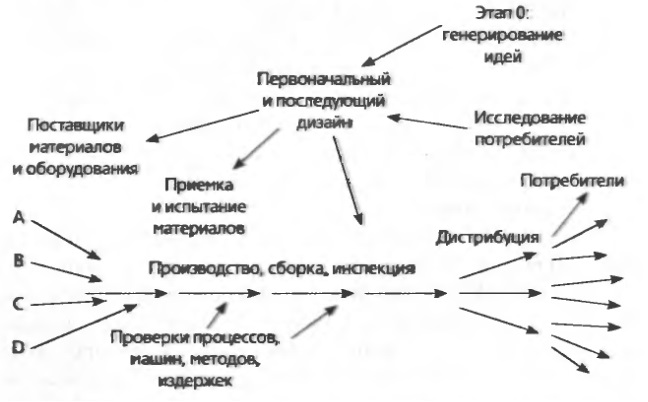 Этап 0:
генерирование
идей
Первоначальный
и последующий
дизайн
Исследование
потребителей
Поставщики
материалов
и оборудования
Приемка
и испытание
материалов
Потребители
A
B
C
D
Дистрибуция
Производство, сборка, инспекция
Проверки процессов,
машин, методов,
издержек